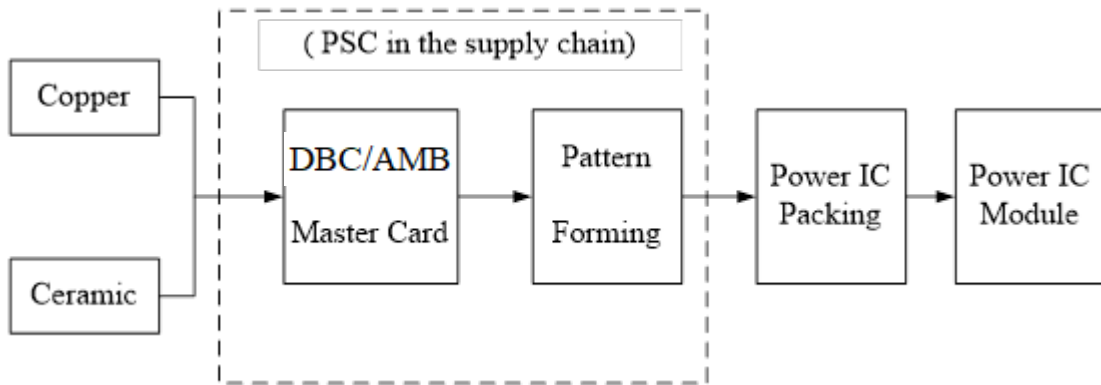 ( PSC in the supply chain)
Copper
Ceramic
DBC/AMB
Master Card
Pattern
Forming
Power IC
Packing
Power IC
Module